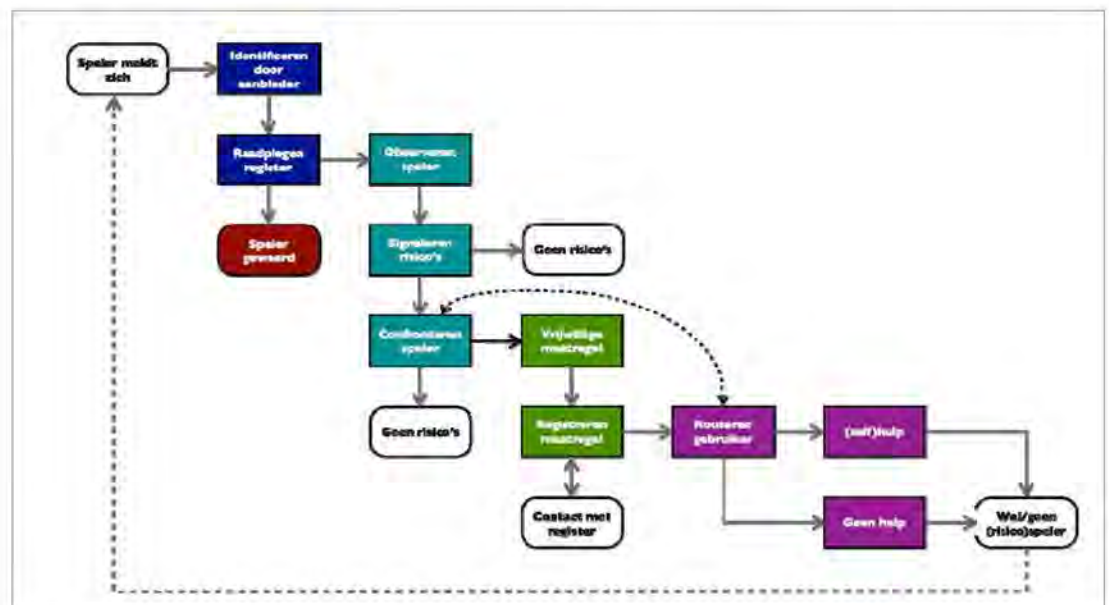 Speler meldt
zich
Identificeren
door
aanbieder
Raadplegen
register
Observeren
speler
Speler
geweerd
Signaleren
risico's
Geen risico's
Confronteren
speler
Vrijwillige
maatregel
Geen risico's
Registreren
maatregel
Routeren
gebruiker
(zelf)hulp
Contact met
register
Geen hulp
Wel/geen
(risico)speler